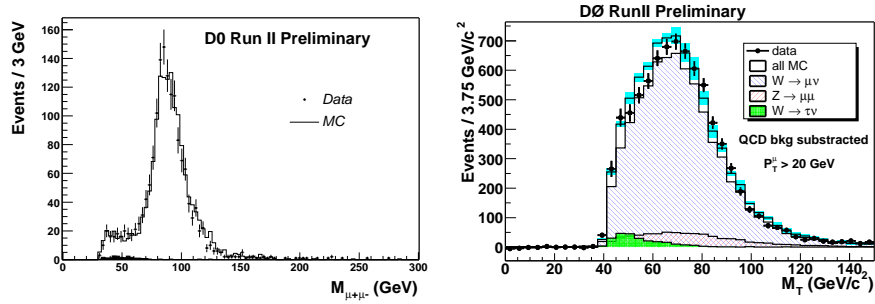 D0 Run II Preliminary
Events / 3 GeV
160
140
120
100
80
60
40
20
0
Data
MC
0 50 100 150 200 250 300
Mμ+μ- (GeV)
DØ RunII Preliminary
Events / 3.75 GeV/c²
700
600
500
400
300
200
100
0
data
all MC
W → μν
Z → μμ
W → τν
QCD bkg substracted
P_T^μ > 20 GeV
0 20 40 60 80 100 120 140
M_T (GeV/c²)